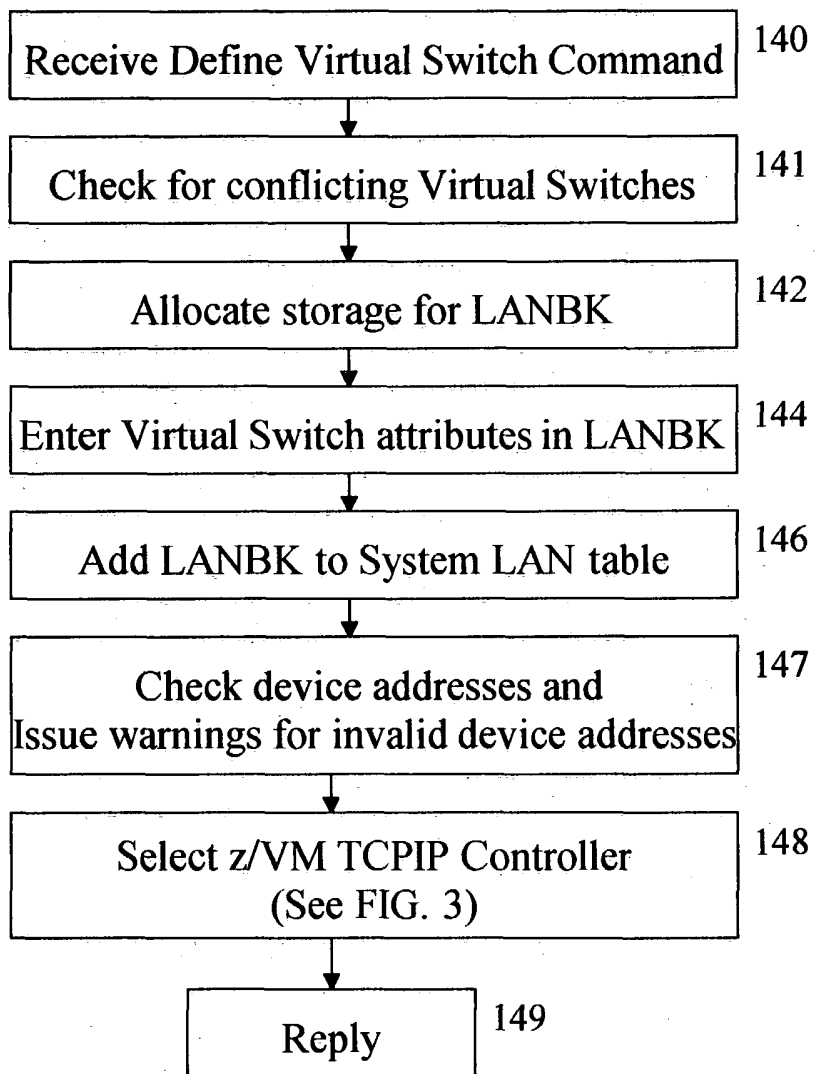 Receive Define Virtual Switch Command
140
Check for conflicting Virtual Switches
141
Allocate storage for LANBK
142
Enter Virtual Switch attributes in LANBK
144
Add LANBK to System LAN table
146
Check device addresses and
Issue warnings for invalid device addresses
147
Select z/VM TCPIP Controller
(See FIG. 3)
148
Reply
149